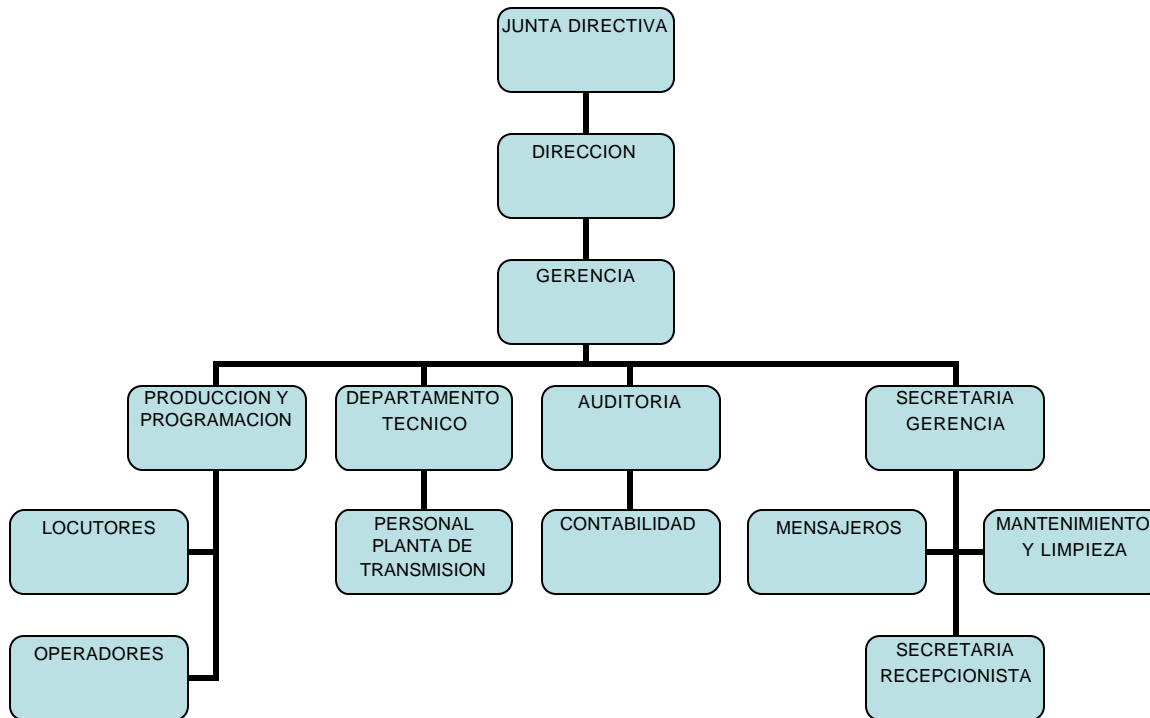 JUNTA DIRECTIVA
DIRECCION
GERENCIA
PRODUCCION Y
PROGRAMACION
DEPARTAMENTO
TECNICO
AUDITORIA
SECRETARIA
GERENCIA
LOCUTORES
PERSONAL
PLANTA DE
TRANSMISION
CONTABILIDAD
MENSAJEROS
MANTENIMIENTO
Y LIMPIEZA
OPERADORES
SECRETARIA
RECEPCIONISTA